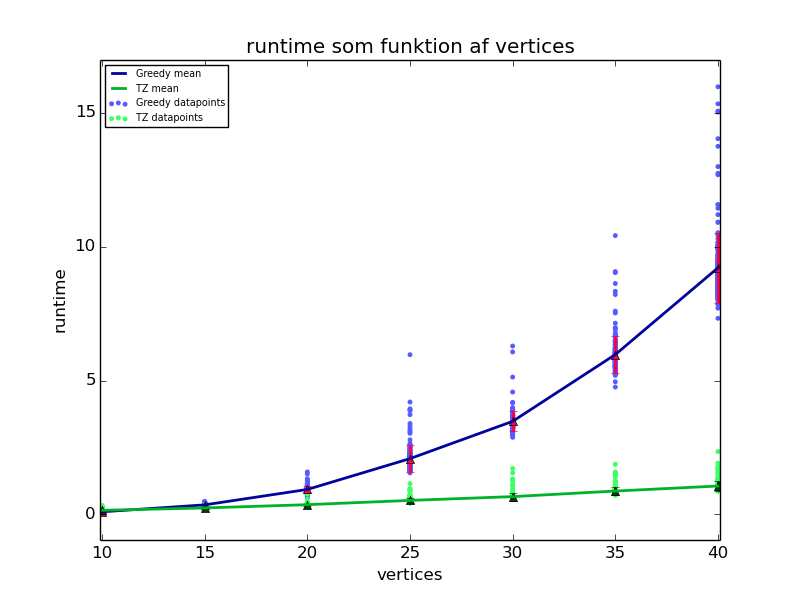 runtime som funktion af vertices
Greedy mean
TZ mean
Greedy datapoints
TZ datapoints
15
10
5
0
runtime
10 15 20 25 30 35 40
vertices